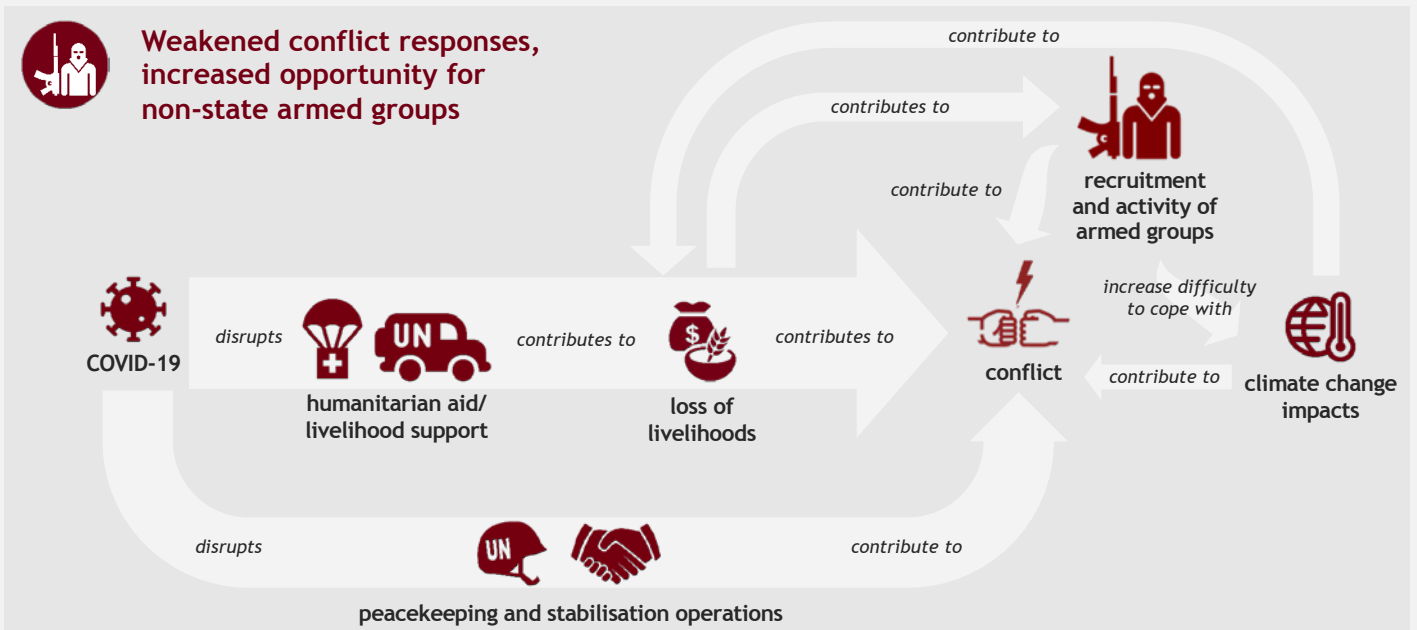 Weakened conflict responses,
increased opportunity for
non-state armed groups
contribute to
contributes to
contribute to
recruitment
and activity of
armed groups
increase difficulty
to cope with
COVID-19
disrupts
UN
humanitarian aid/
livelihood support
contributes to
$
loss of
livelihoods
contributes to
conflict
contribute to
climate change
impacts
disrupts
UN
contribute to
peacekeeping and stabilisation operations